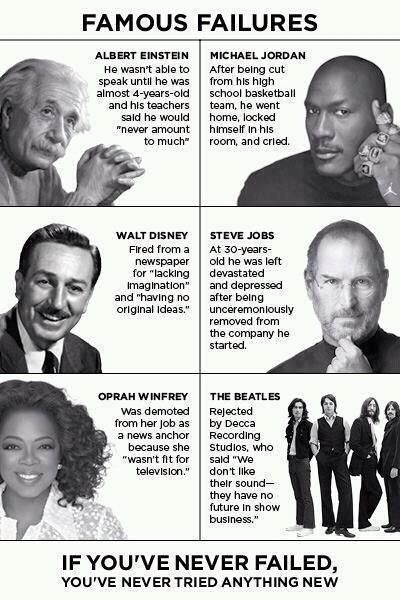 FAMOUS FAILURES
ALBERT EINSTEIN
He wasn't able to
speak until he was
almost 4-years-old
and his teachers
said he would
"never amount
to much"
MICHAEL JORDAN
After being cut
from his high
school basketball
team, he went
home, locked
himself in his
room, and cried.
WALT DISNEY
Fired from a
newspaper
for "lacking
imagination"
and "having no
original ideas."
STEVE JOBS
At 30-years-
old he was left
devastated
and depressed
after being
unceremoniously
removed from
the company he
started.
OPRAH WINFREY
Was demoted
from her job as
a news anchor
because she
"wasn't fit for
television."
THE BEATLES
Rejected
by Decca
Recording
Studios, who
said "We
don't like
their sound—
they have no
future in show
business."
IF YOU'VE NEVER FAILED,
YOU'VE NEVER TRIED ANYTHING NEW